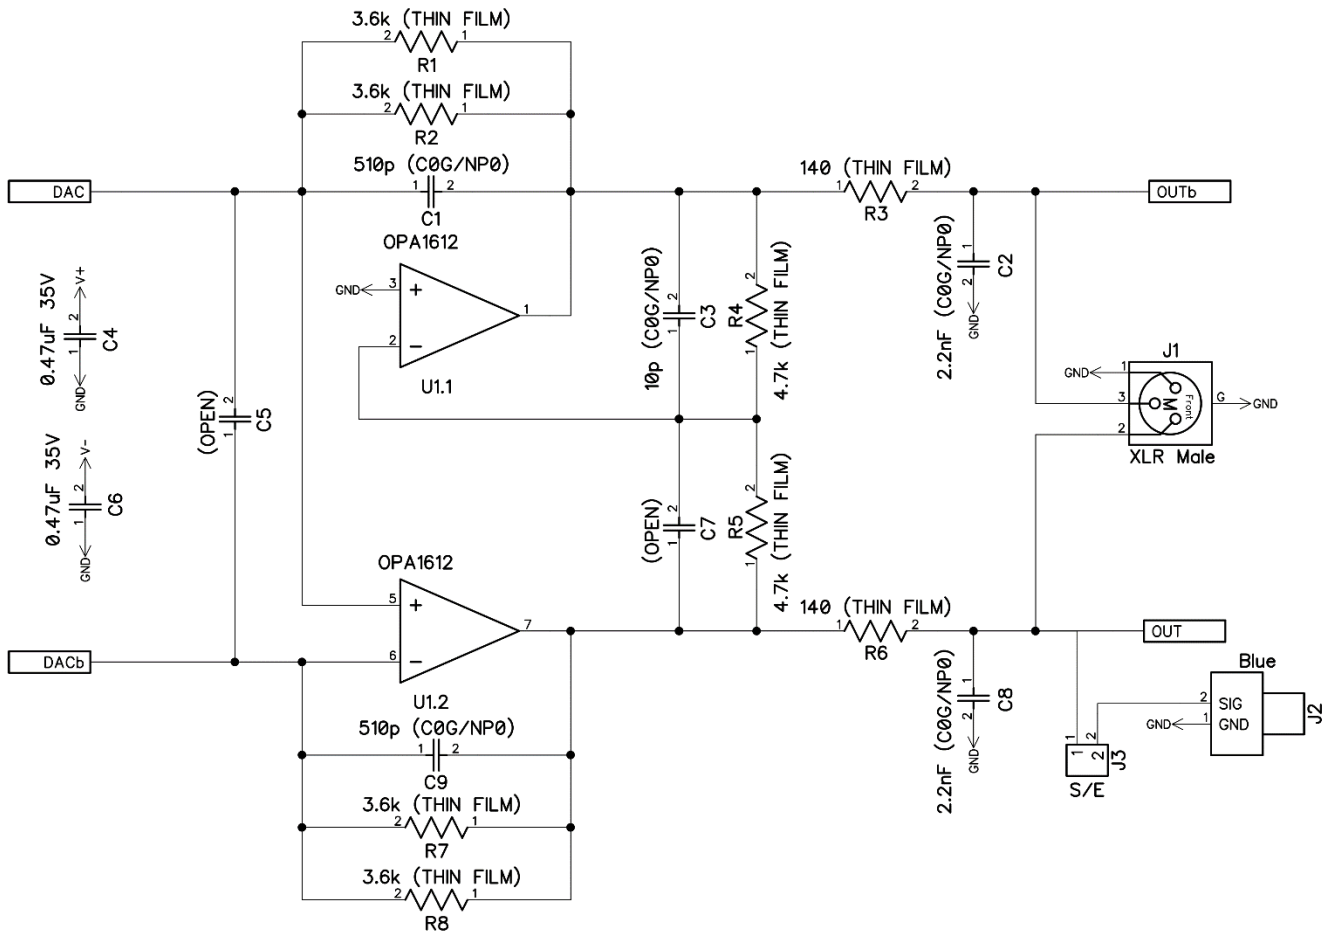 3.6k (THIN FILM)
2
1
R1
3.6k (THIN FILM)
2
1
R2
510p (C0G/NP0)
1
2
C1
DAC
OPA1612
GND
3
+
2
−
1
U1.1
140 (THIN FILM)
1
2
R3
OUTb
0.47uF 35V
V+
2
1
C4
GND
(OPEN)
2
1
C5
10p (C0G/NP0)
2
1
C3
2
1
R4
4.7k (THIN FILM)
2.2nF (C0G/NP0)
1
2
C2
GND
J1
GND
1
3
2
Front
M
G
GND
XLR Male
0.47uF 35V
V-
2
1
C6
GND
(OPEN)
2
1
C7
2
1
R5
4.7k (THIN FILM)
OPA1612
5
+
6
−
7
U1.2
DACb
140 (THIN FILM)
1
2
R6
OUT
510p (C0G/NP0)
1
2
C9
3.6k (THIN FILM)
2
1
R7
3.6k (THIN FILM)
2
1
R8
2.2nF (C0G/NP0)
1
2
C8
GND
1
2
1
2
J3
S/E
Blue
2
SIG
GND
1
GND
J2